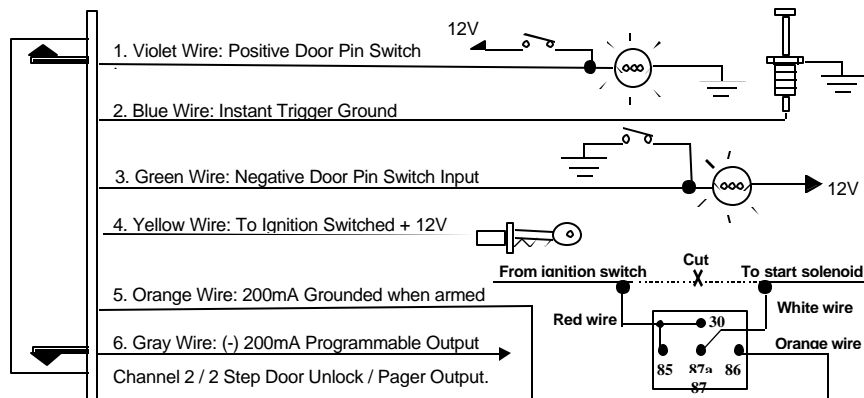 12V
1. Violet Wire: Positive Door Pin Switch
2. Blue Wire: Instant Trigger Ground
3. Green Wire: Negative Door Pin Switch Input
12V
4. Yellow Wire: To Ignition Switched + 12V
Cut
From ignition switch
To start solenoid
5. Orange Wire: 200mA Grounded when armed
Red wire
30
White wire
6. Gray Wire: (-) 200mA Programmable Output
Orange wire
85 87a 86
Channel 2 / 2 Step Door Unlock / Pager Output.
87